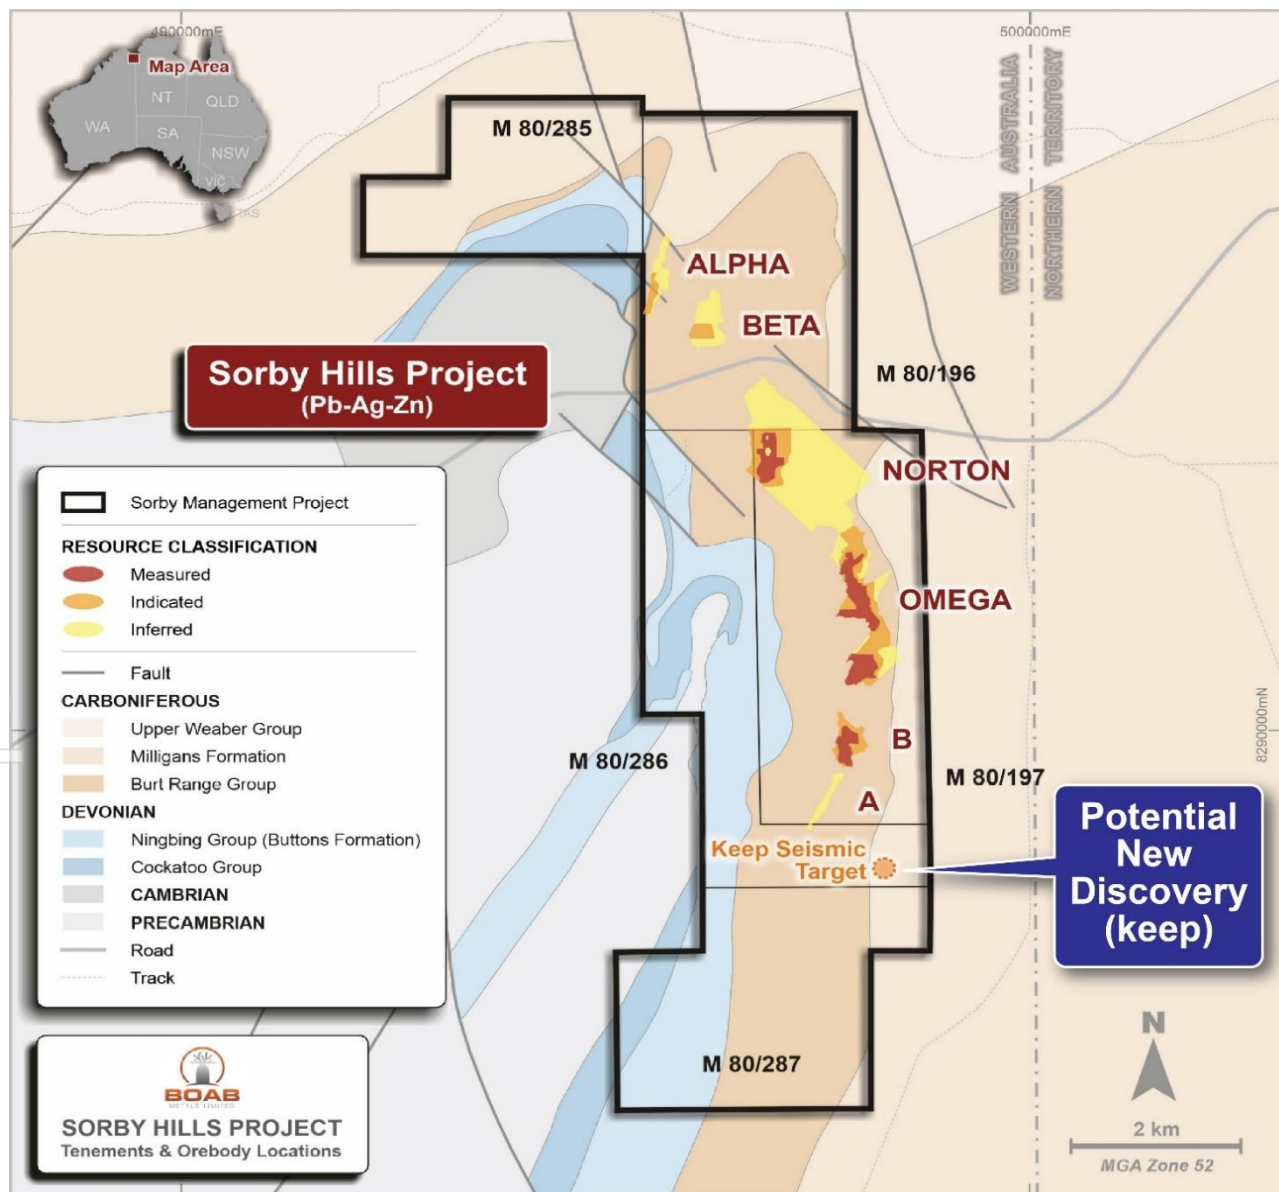 490000mE
500000mE
Map Area
WA
NT
QLD
SA
NSW
VIC
TAS
WESTERN AUSTRALIA
NORTHERN TERRITORY
M 80/285
ALPHA
BETA
M 80/196
Sorby Hills Project
(Pb-Ag-Zn)
NORTON
OMEGA
B
A
M 80/286
M 80/197
8290000mN
Keep Seismic
Target
Potential
New
Discovery
(keep)
M 80/287
Sorby Management Project
RESOURCE CLASSIFICATION
Measured
Indicated
Inferred
Fault
CARBONIFEROUS
Upper Weaber Group
Milligans Formation
Burt Range Group
DEVONIAN
Ningbing Group (Buttons Formation)
Cockatoo Group
CAMBRIAN
PRECAMBRIAN
Road
Track
BOAB
METALS LIMITED
SORBY HILLS PROJECT
Tenements & Orebody Locations
N
2 km
MGA Zone 52